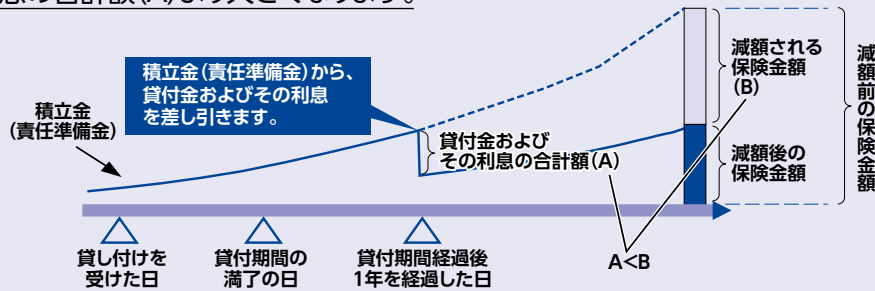 息の合計額(A)より大きくなります。
積立金(責任準備金)から、
貸付金およびその利息
を差し引きます。
積立金
(責任準備金)
貸付金および
その利息の合計額(A)
減額される
保険金額
(B)
減額後の
保険金額
減額前の保険金額
貸し付けを
受けた日
貸付期間の
満了の日
貸付期間経過後
1年を経過した日
A<B